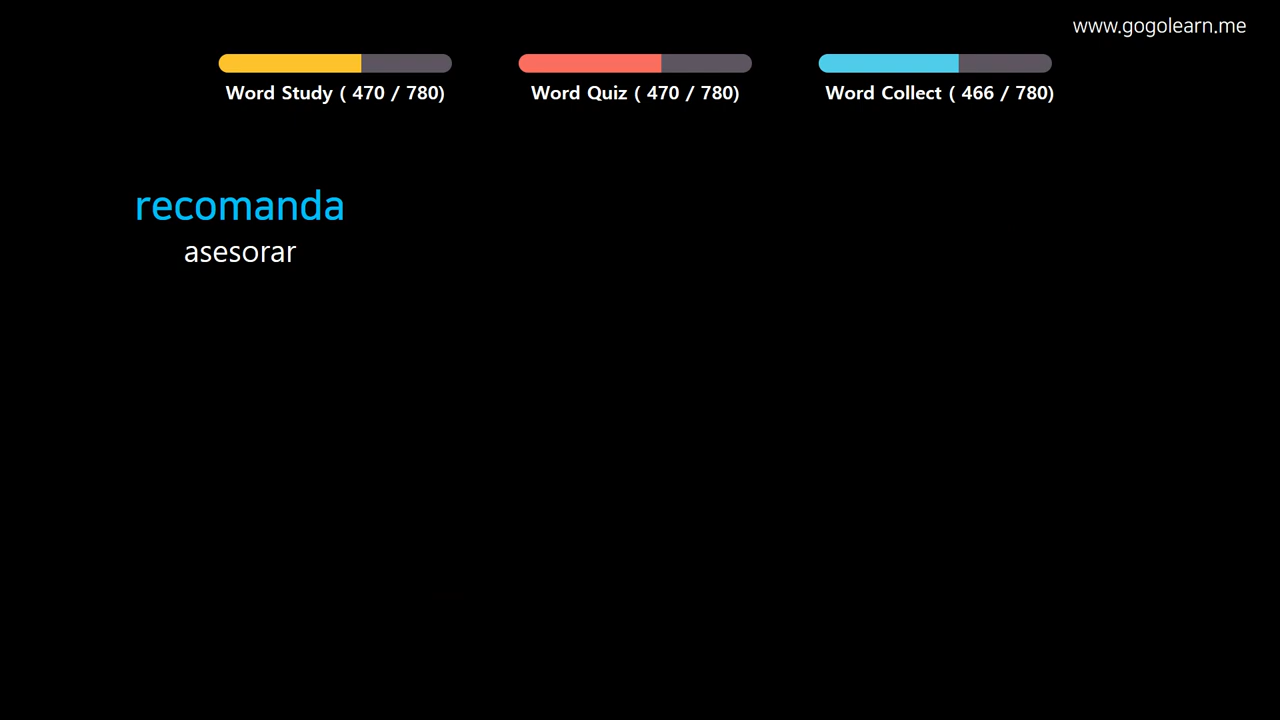 www.gogolearn.me
Word Study ( 470 / 780)
Word Quiz ( 470 / 780)
Word Collect ( 466 / 780)
recomanda
asesorar